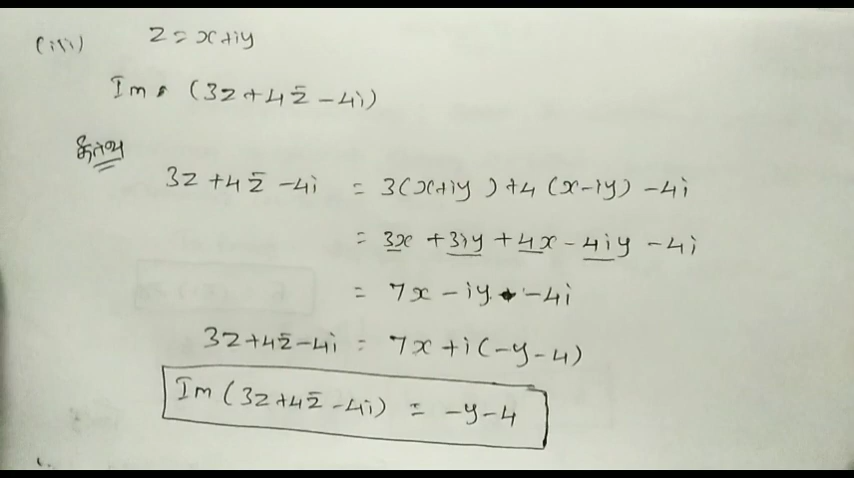 (iii) z = x+iy
Im (3z+4z̄-4i)
தீர்வு
3z +4z̄ -4i = 3(x+iy)+4(x-iy) -4i
= 3x +3iy +4x -4iy -4i
= 7x -iy -4i
3z+4z̄-4i = 7x+i(-y-4)
Im (3z+4z̄-4i) = -y-4